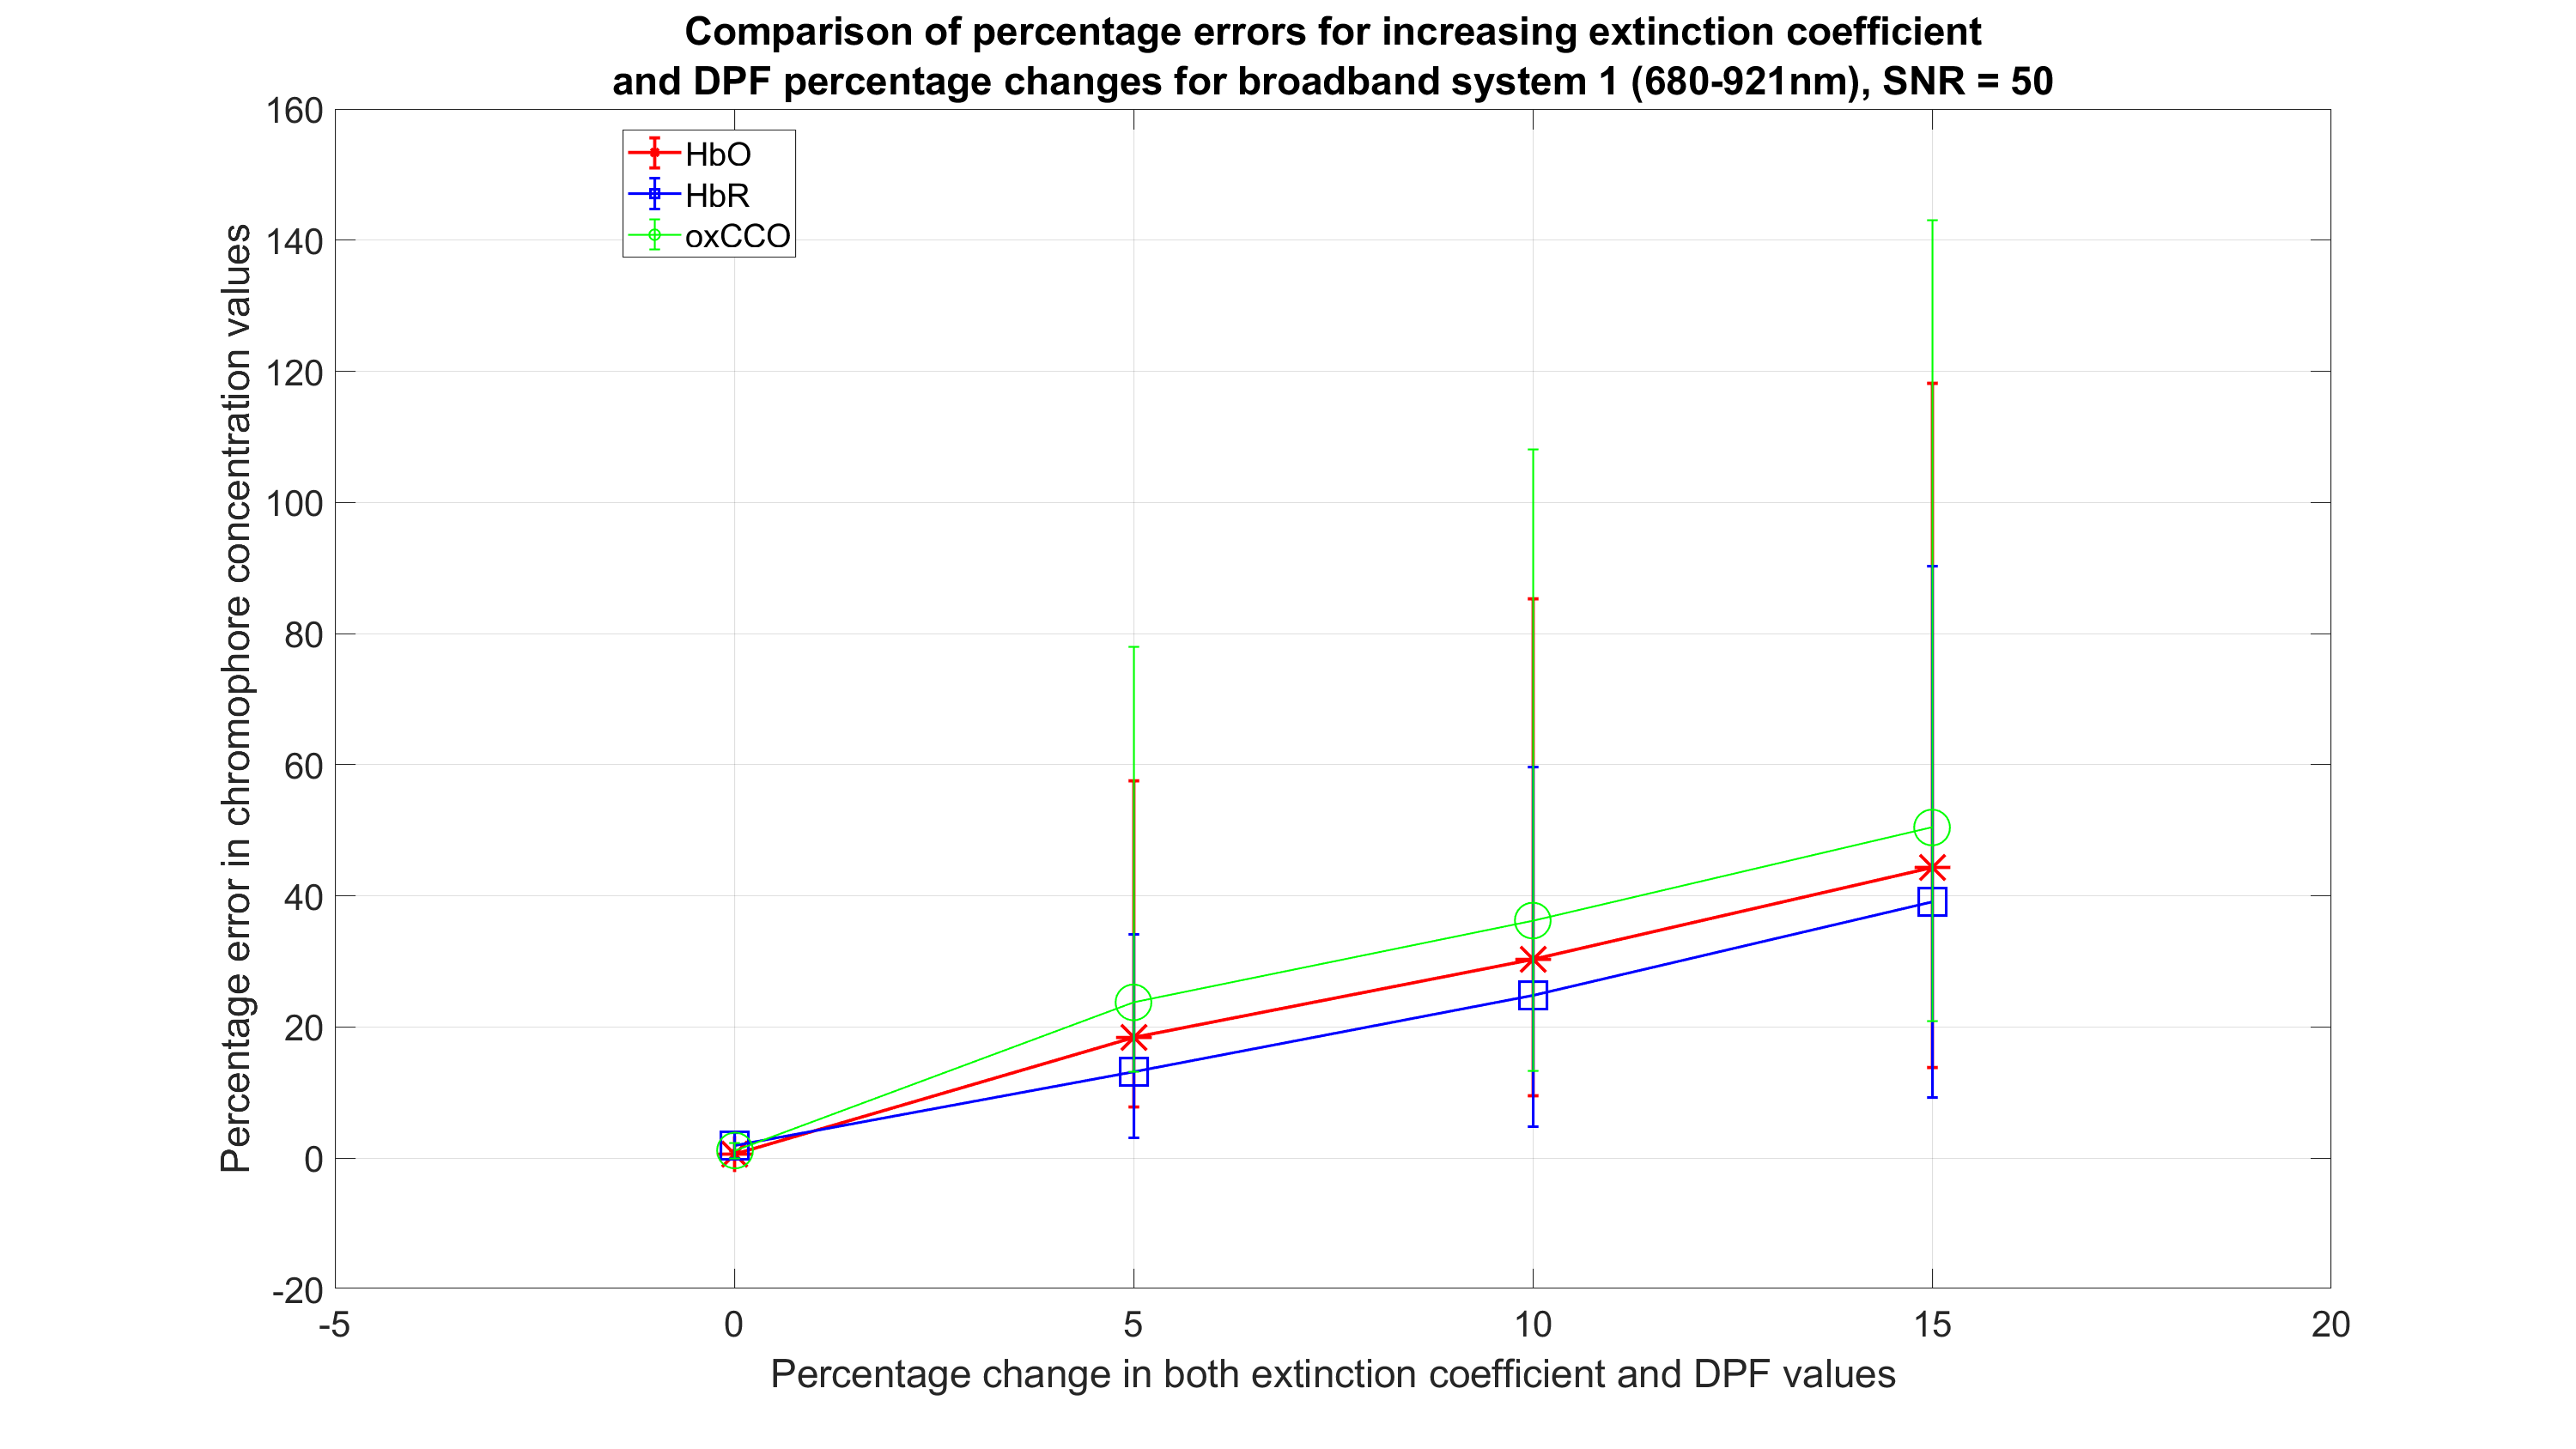 Comparison of percentage errors for increasing extinction coefficient
and DPF percentage changes for broadband system 1 (680-921nm), SNR = 50
HbO
HbR
oxCCO
Percentage error in chromophore concentration values
160
140
120
100
80
60
40
20
0
-20
-5 0 5 10 15 20
Percentage change in both extinction coefficient and DPF values